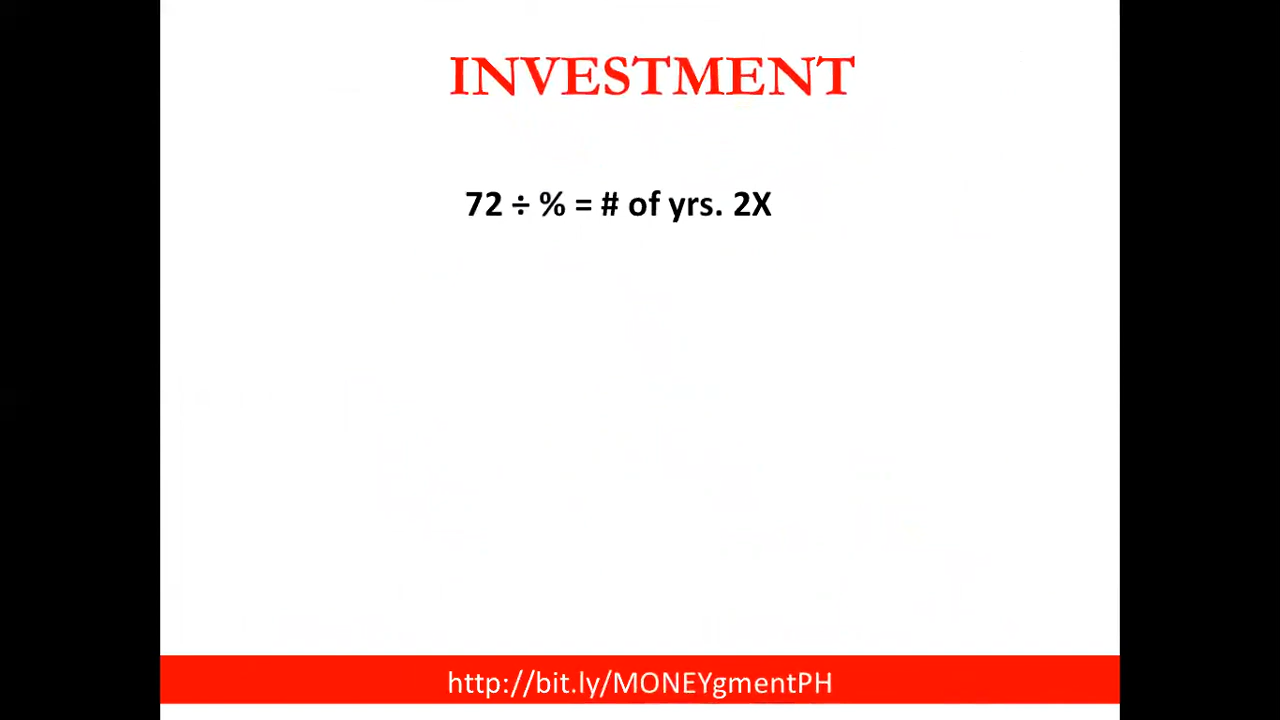 INVESTMENT
72 ÷ % = # of yrs. 2X
http://bit.ly/MONEYgmentPH